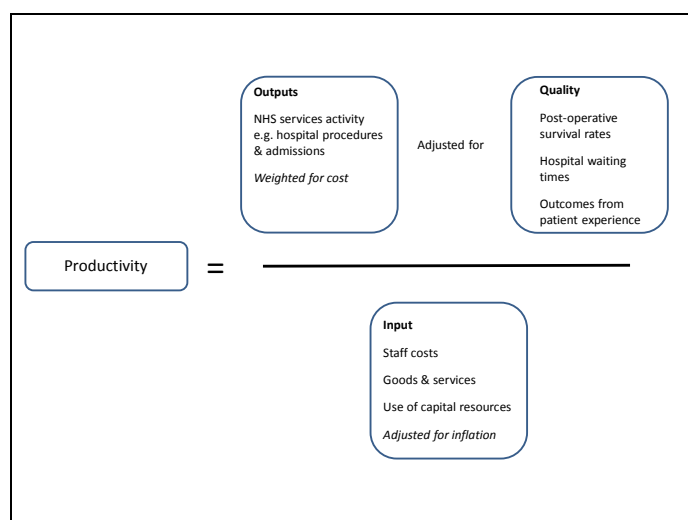 Outputs
NHS services activity
e.g. hospital procedures
& admissions
Weighted for cost
Adjusted for
Quality
Post-operative
survival rates
Hospital waiting
times
Outcomes from
patient experience
Productivity
=
Input
Staff costs
Goods & services
Use of capital resources
Adjusted for inflation